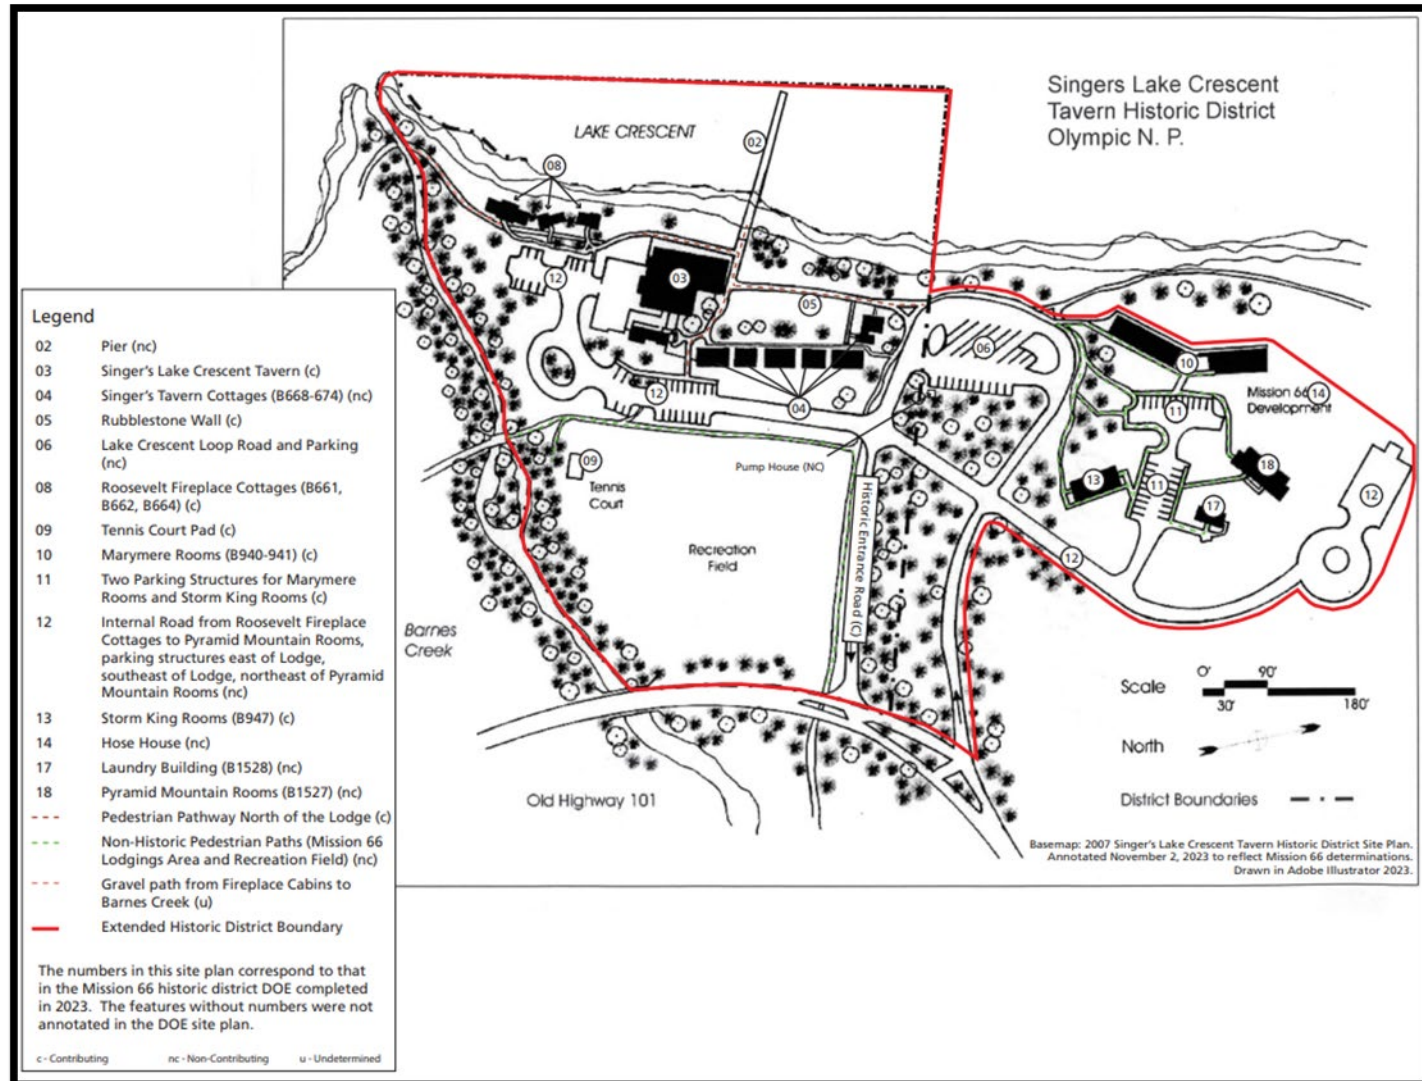 Singers Lake Crescent
Tavern Historic District
Olympic N. P.
LAKE CRESCENT
02
08
12
03
05
06
10
Mission 66
14
Development
11
12
04
Pump House (NC)
09
Tennis
Court
13
11
18
17
12
12
Historic Entrance Road (C)
Recreation
Field
Barnes
Creek
Old Highway 101
Scale
O'
90'
30'
180'
North
District Boundaries
Basemap: 2007 Singer's Lake Crescent Tavern Historic District Site Plan.
Annotated November 2, 2023 to reflect Mission 66 determinations.
Drawn in Adobe Illustrator 2023.
Legend
02 Pier (nc)
03 Singer's Lake Crescent Tavern (c)
04 Singer's Tavern Cottages (B668-674) (nc)
05 Rubblestone Wall (c)
06 Lake Crescent Loop Road and Parking
(nc)
08 Roosevelt Fireplace Cottages (B661,
B662, B664) (c)
09 Tennis Court Pad (c)
10 Marymere Rooms (B940-941) (c)
11 Two Parking Structures for Marymere
Rooms and Storm King Rooms (c)
12 Internal Road from Roosevelt Fireplace
Cottages to Pyramid Mountain Rooms,
parking structures east of Lodge,
southeast of Lodge, northeast of Pyramid
Mountain Rooms (nc)
13 Storm King Rooms (B947) (c)
14 Hose House (nc)
17 Laundry Building (B1528) (nc)
18 Pyramid Mountain Rooms (B1527) (nc)
Pedestrian Pathway North of the Lodge (c)
Non-Historic Pedestrian Paths (Mission 66
Lodgings Area and Recreation Field) (nc)
Gravel path from Fireplace Cabins to
Barnes Creek (u)
Extended Historic District Boundary
The numbers in this site plan correspond to that
in the Mission 66 historic district DOE completed
in 2023. The features without numbers were not
annotated in the DOE site plan.
c - Contributing nc - Non-Contributing u - Undetermined